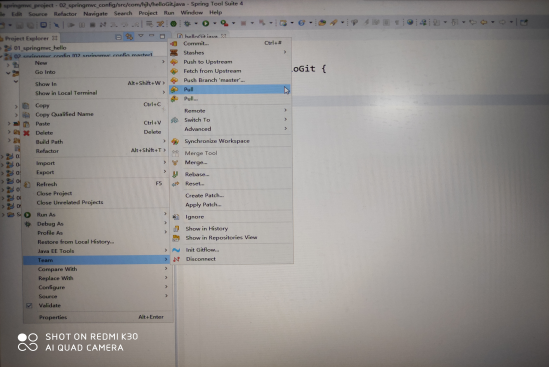 springmvc_project - 02_springmvc_config/src/com/hjh/helloGit.java - Spring Tool Suite 4
Edit Source Refactor Navigate Search Project Run Window Help
Project Explorer
helloGit.java
01_springmvc_hello
oGit {
New
Go Into
Show In Alt+Shift+W
Show in Local Terminal
Copy Ctrl+C
Copy Qualified Name
Paste Ctrl+V
Delete Delete
Build Path
Refactor Alt+Shift+T
Import
Export
Refresh F5
Close Project
Close Unrelated Projects
Run As
Debug As
Profile As
Restore from Local History...
Java EE Tools
Team
Compare With
Replace With
Configure
Source
Validate
Properties Alt+Enter
Commit... Ctrl+#
Stashes
Push to Upstream
Fetch from Upstream
Push Branch 'master'...
Pull
Pull...
Remote
Switch To
Advanced
Synchronize Workspace
Merge Tool
Merge...
Rebase...
Reset...
Create Patch...
Apply Patch...
Ignore
Show in History
Show in Repositories View
Init Gitflow...
Disconnect
SHOT ON REDMI K30
AI QUAD CAMERA